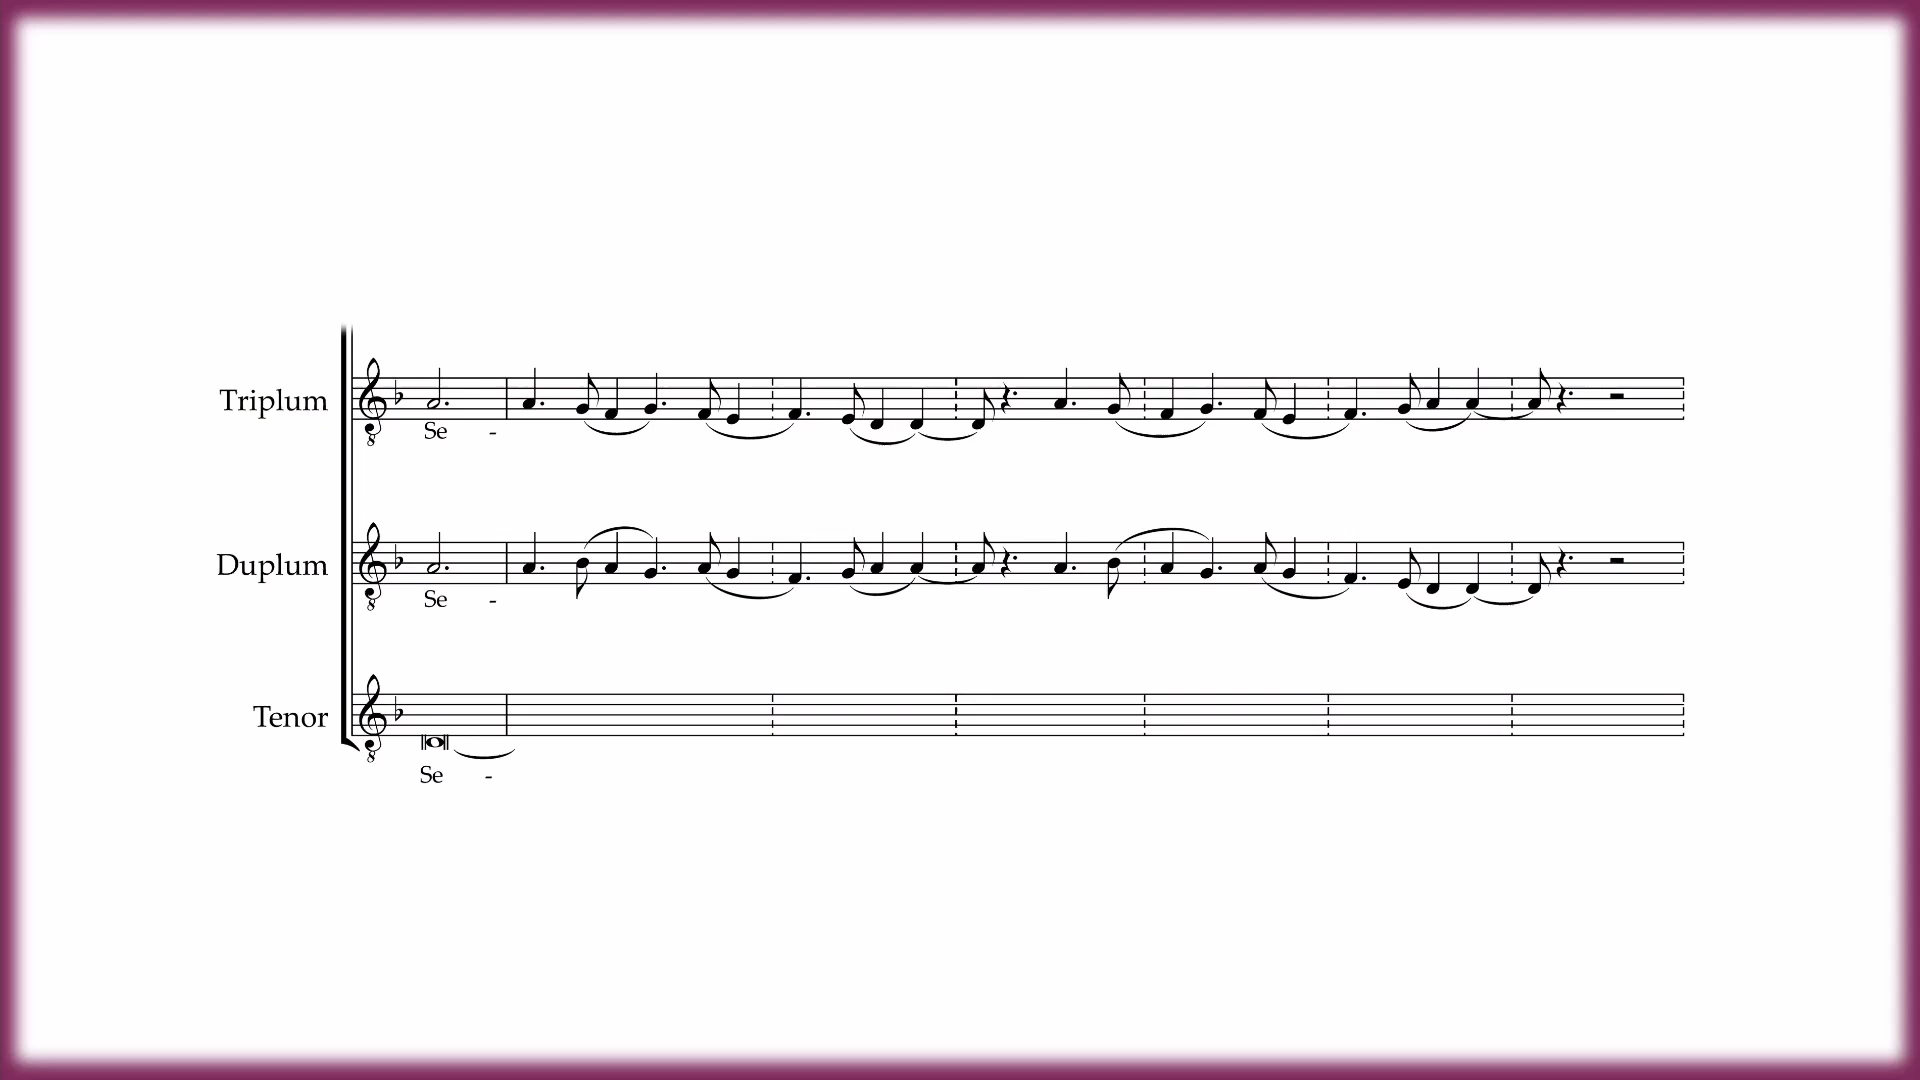 Triplum
Se -
Duplum
Se -
Tenor
Se -